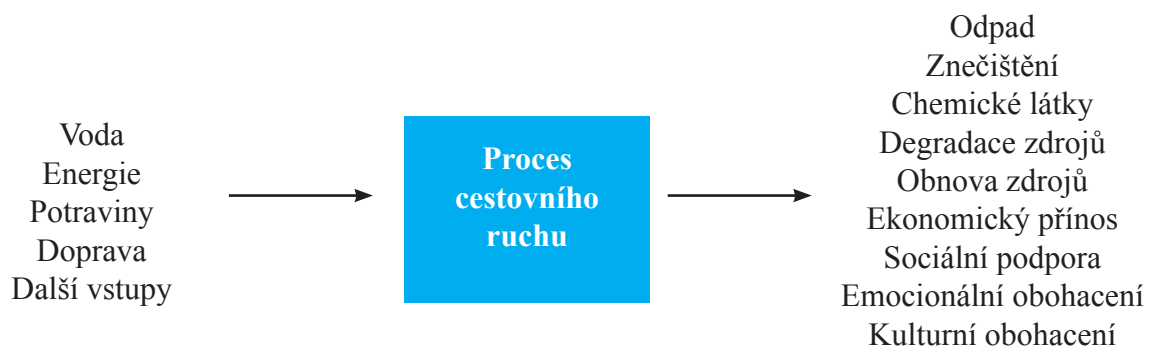 Voda
Energie
Potraviny
Doprava
Další vstupy
Proces
cestovního
ruchu
Odpad
Znečištění
Chemické látky
Degradace zdrojů
Obnova zdrojů
Ekonomický přínos
Sociální podpora
Emocionální obohacení
Kulturní obohacení